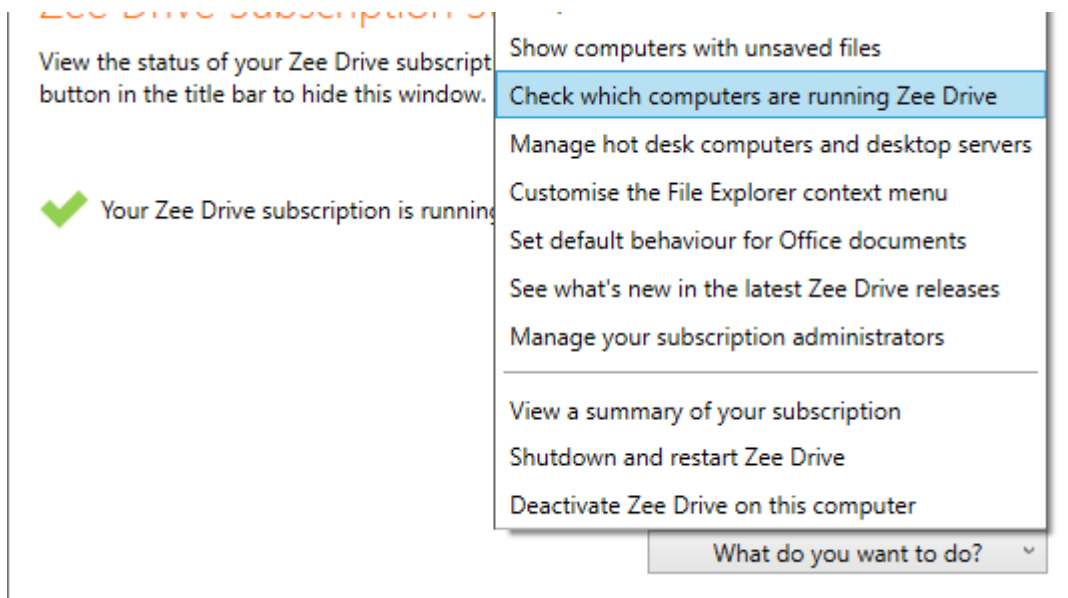 Zee Drive Subscription S
View the status of your Zee Drive subscript
button in the title bar to hide this window.
Your Zee Drive subscription is running
Show computers with unsaved files
Check which computers are running Zee Drive
Manage hot desk computers and desktop servers
Customise the File Explorer context menu
Set default behaviour for Office documents
See what's new in the latest Zee Drive releases
Manage your subscription administrators
View a summary of your subscription
Shutdown and restart Zee Drive
Deactivate Zee Drive on this computer
What do you want to do?